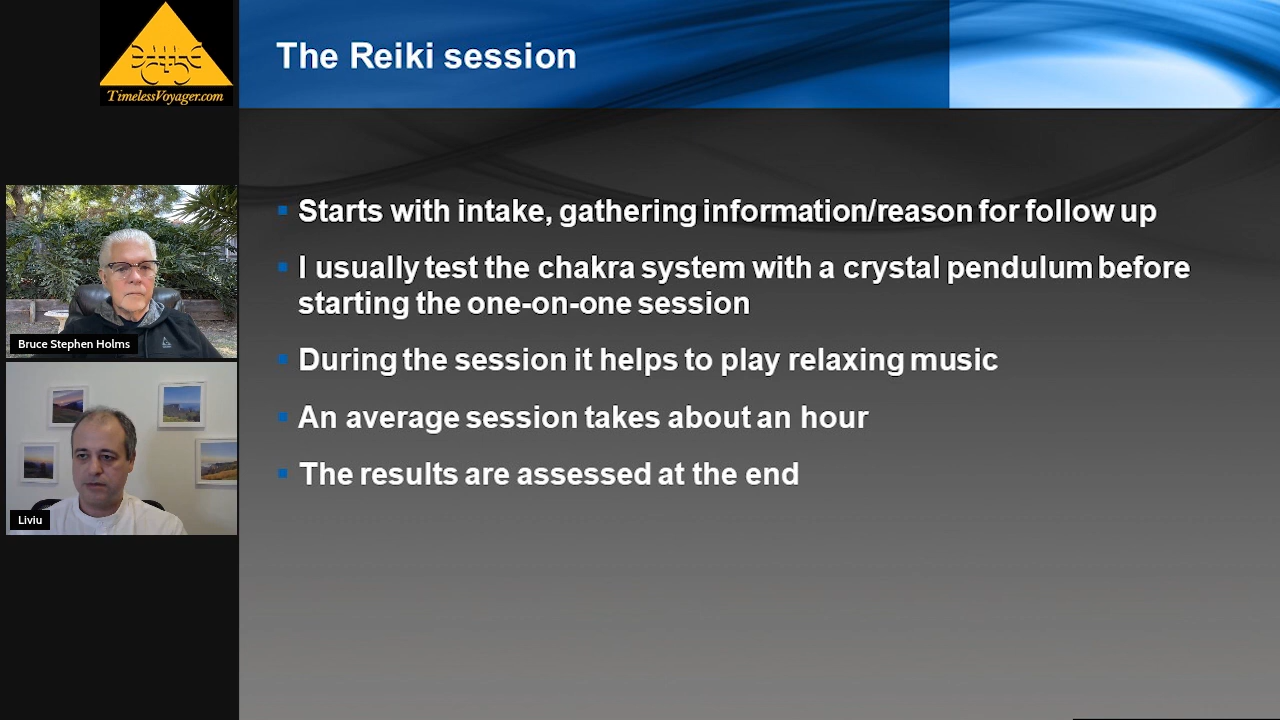 TimelessVoyager.com
The Reiki session
Starts with intake, gathering information/reason for follow up
I usually test the chakra system with a crystal pendulum before
starting the one-on-one session
During the session it helps to play relaxing music
An average session takes about an hour
The results are assessed at the end
Bruce Stephen Holms
Liviu